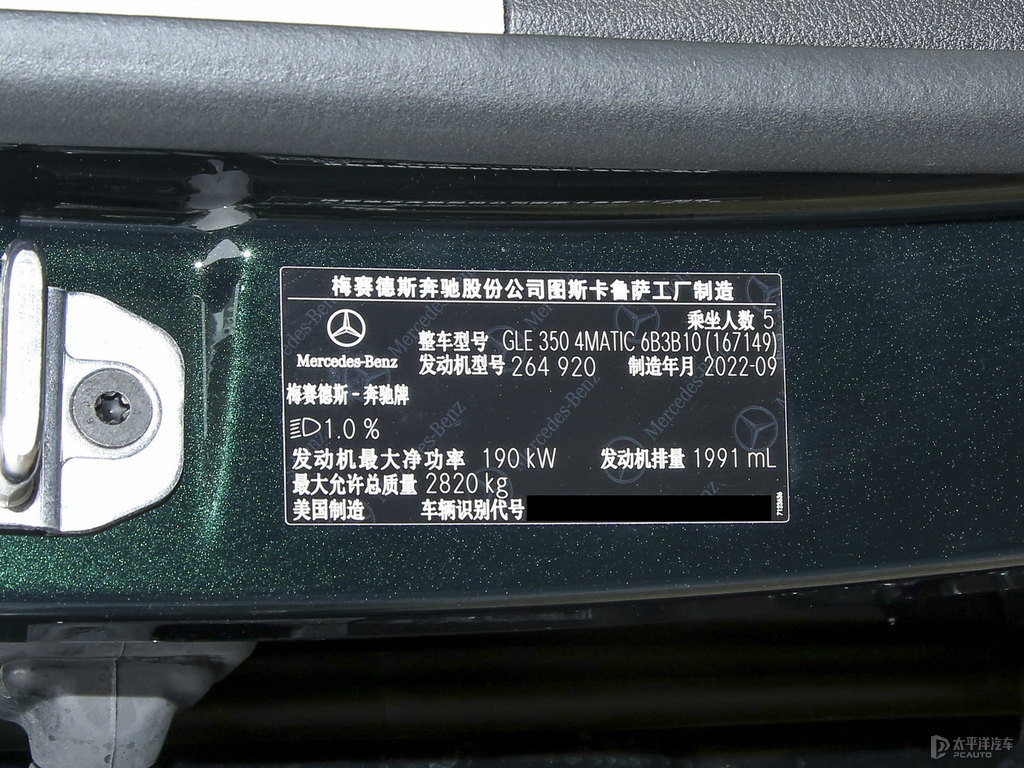 梅赛德斯奔驰股份公司图斯卡鲁萨工厂制造
乘坐人数 5
整车型号 GLE 350 4MATIC 6B3B10 (167149)
Mercedes-Benz
发动机型号 264 920 制造年月 2022-09
梅赛德斯-奔驰牌
1.0 %
发动机最大净功率 190 kW 发动机排量 1991 mL
最大允许总质量 2820 kg
美国制造 车辆识别代号
太平洋汽车
PCAUTO